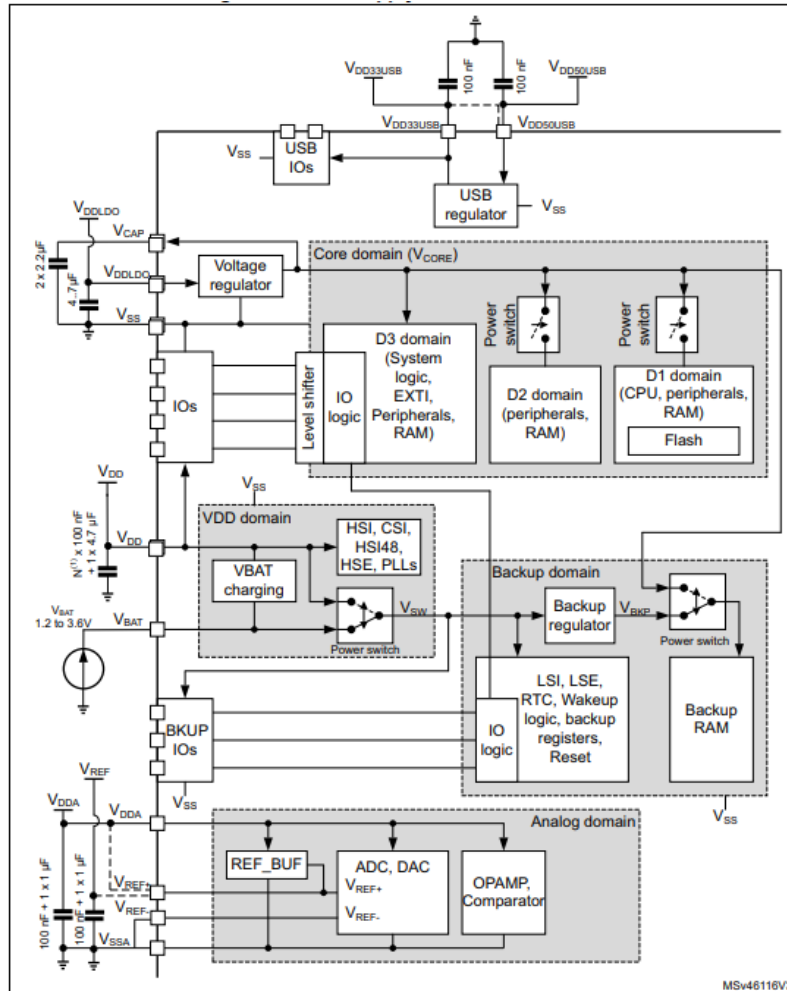 100 nF
100 nF
VDD33USB
VDD50USB
VDD33USB
VDD50USB
VSS
USB
IOs
USB
regulator
VSS
VDDLDO
VCAP
2 x 2.2µF
VDDLDO
4..7µF
VSS
Voltage
regulator
Core domain (VCORE)
Power
switch
Power
switch
D3 domain
(System
logic,
EXTI,
Peripherals,
RAM)
D2 domain
(peripherals,
RAM)
D1 domain
(CPU, peripherals,
RAM)
Flash
IOs
Level shifter
IO
logic
VDD
VDD
N(1) x 100 nF
+ 1 x 4.7 µF
VSS
VDD domain
HSI, CSI,
HSI48,
HSE, PLLs
VBAT
charging
VBAT
1.2 to 3.6V
VBAT
VSW
Power switch
Backup domain
Backup
regulator
VBKP
Power switch
LSI, LSE,
RTC, Wakeup
logic, backup
registers,
Reset
IO
logic
Backup
RAM
BKUP
IOs
VSS
VSS
VREF
VDDA
VDDA
Analog domain
REF_BUF
ADC, DAC
VREF+
VREF-
OPAMP,
Comparator
VREF+
VREF-
100 nF + 1 x 1 µF
100 nF + 1 x 1 µF
VSSA